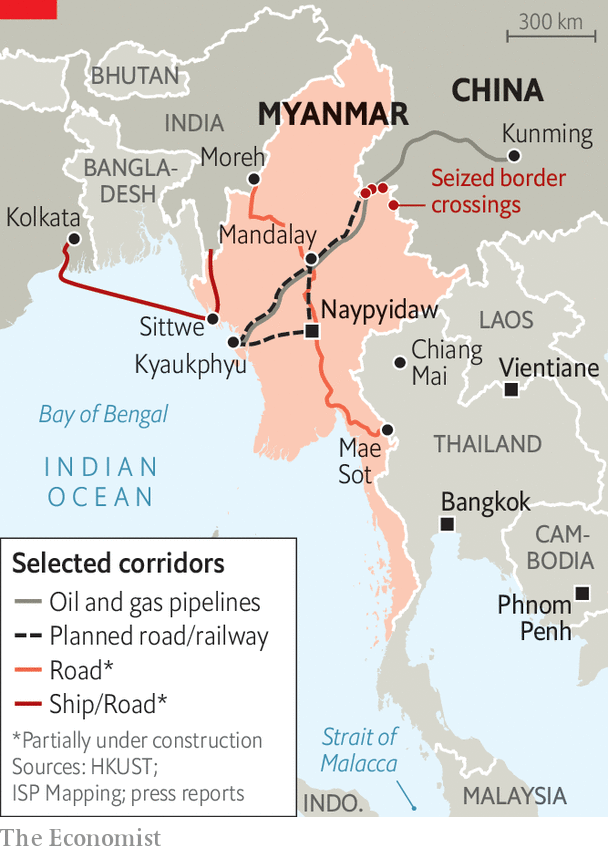 300 km
BHUTAN
CHINA
MYANMAR
INDIA
Kunming
Moreh
BANGLA-
DESH
Seized border
crossings
Kolkata
Mandalay
Naypyidaw
Sittwe
LAOS
Kyaukphyu
Chiang
Mai
Vientiane
Bay of Bengal
INDIAN
OCEAN
Mae
Sot
THAILAND
Bangkok
CAM-
BODIA
Phnom
Penh
Selected corridors
Oil and gas pipelines
Planned road/railway
Road*
Ship/Road*
*Partially under construction
Sources: HKUST;
ISP Mapping; press reports
Strait of
Malacca
INDO.
MALAYSIA
The Economist